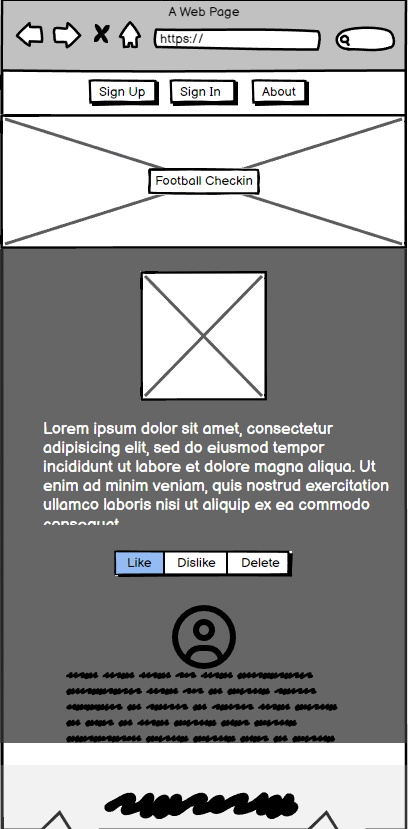 A Web Page
https://
Sign Up Sign In About
Football Checkin
Lorem ipsum dolor sit amet, consectetur
adipisicing elit, sed do eiusmod tempor
incididunt ut labore et dolore magna aliqua. Ut
enim ad minim veniam, quis nostrud exercitation
ullamco laboris nisi ut aliquip ex ea commodo
consequat
Like Dislike Delete